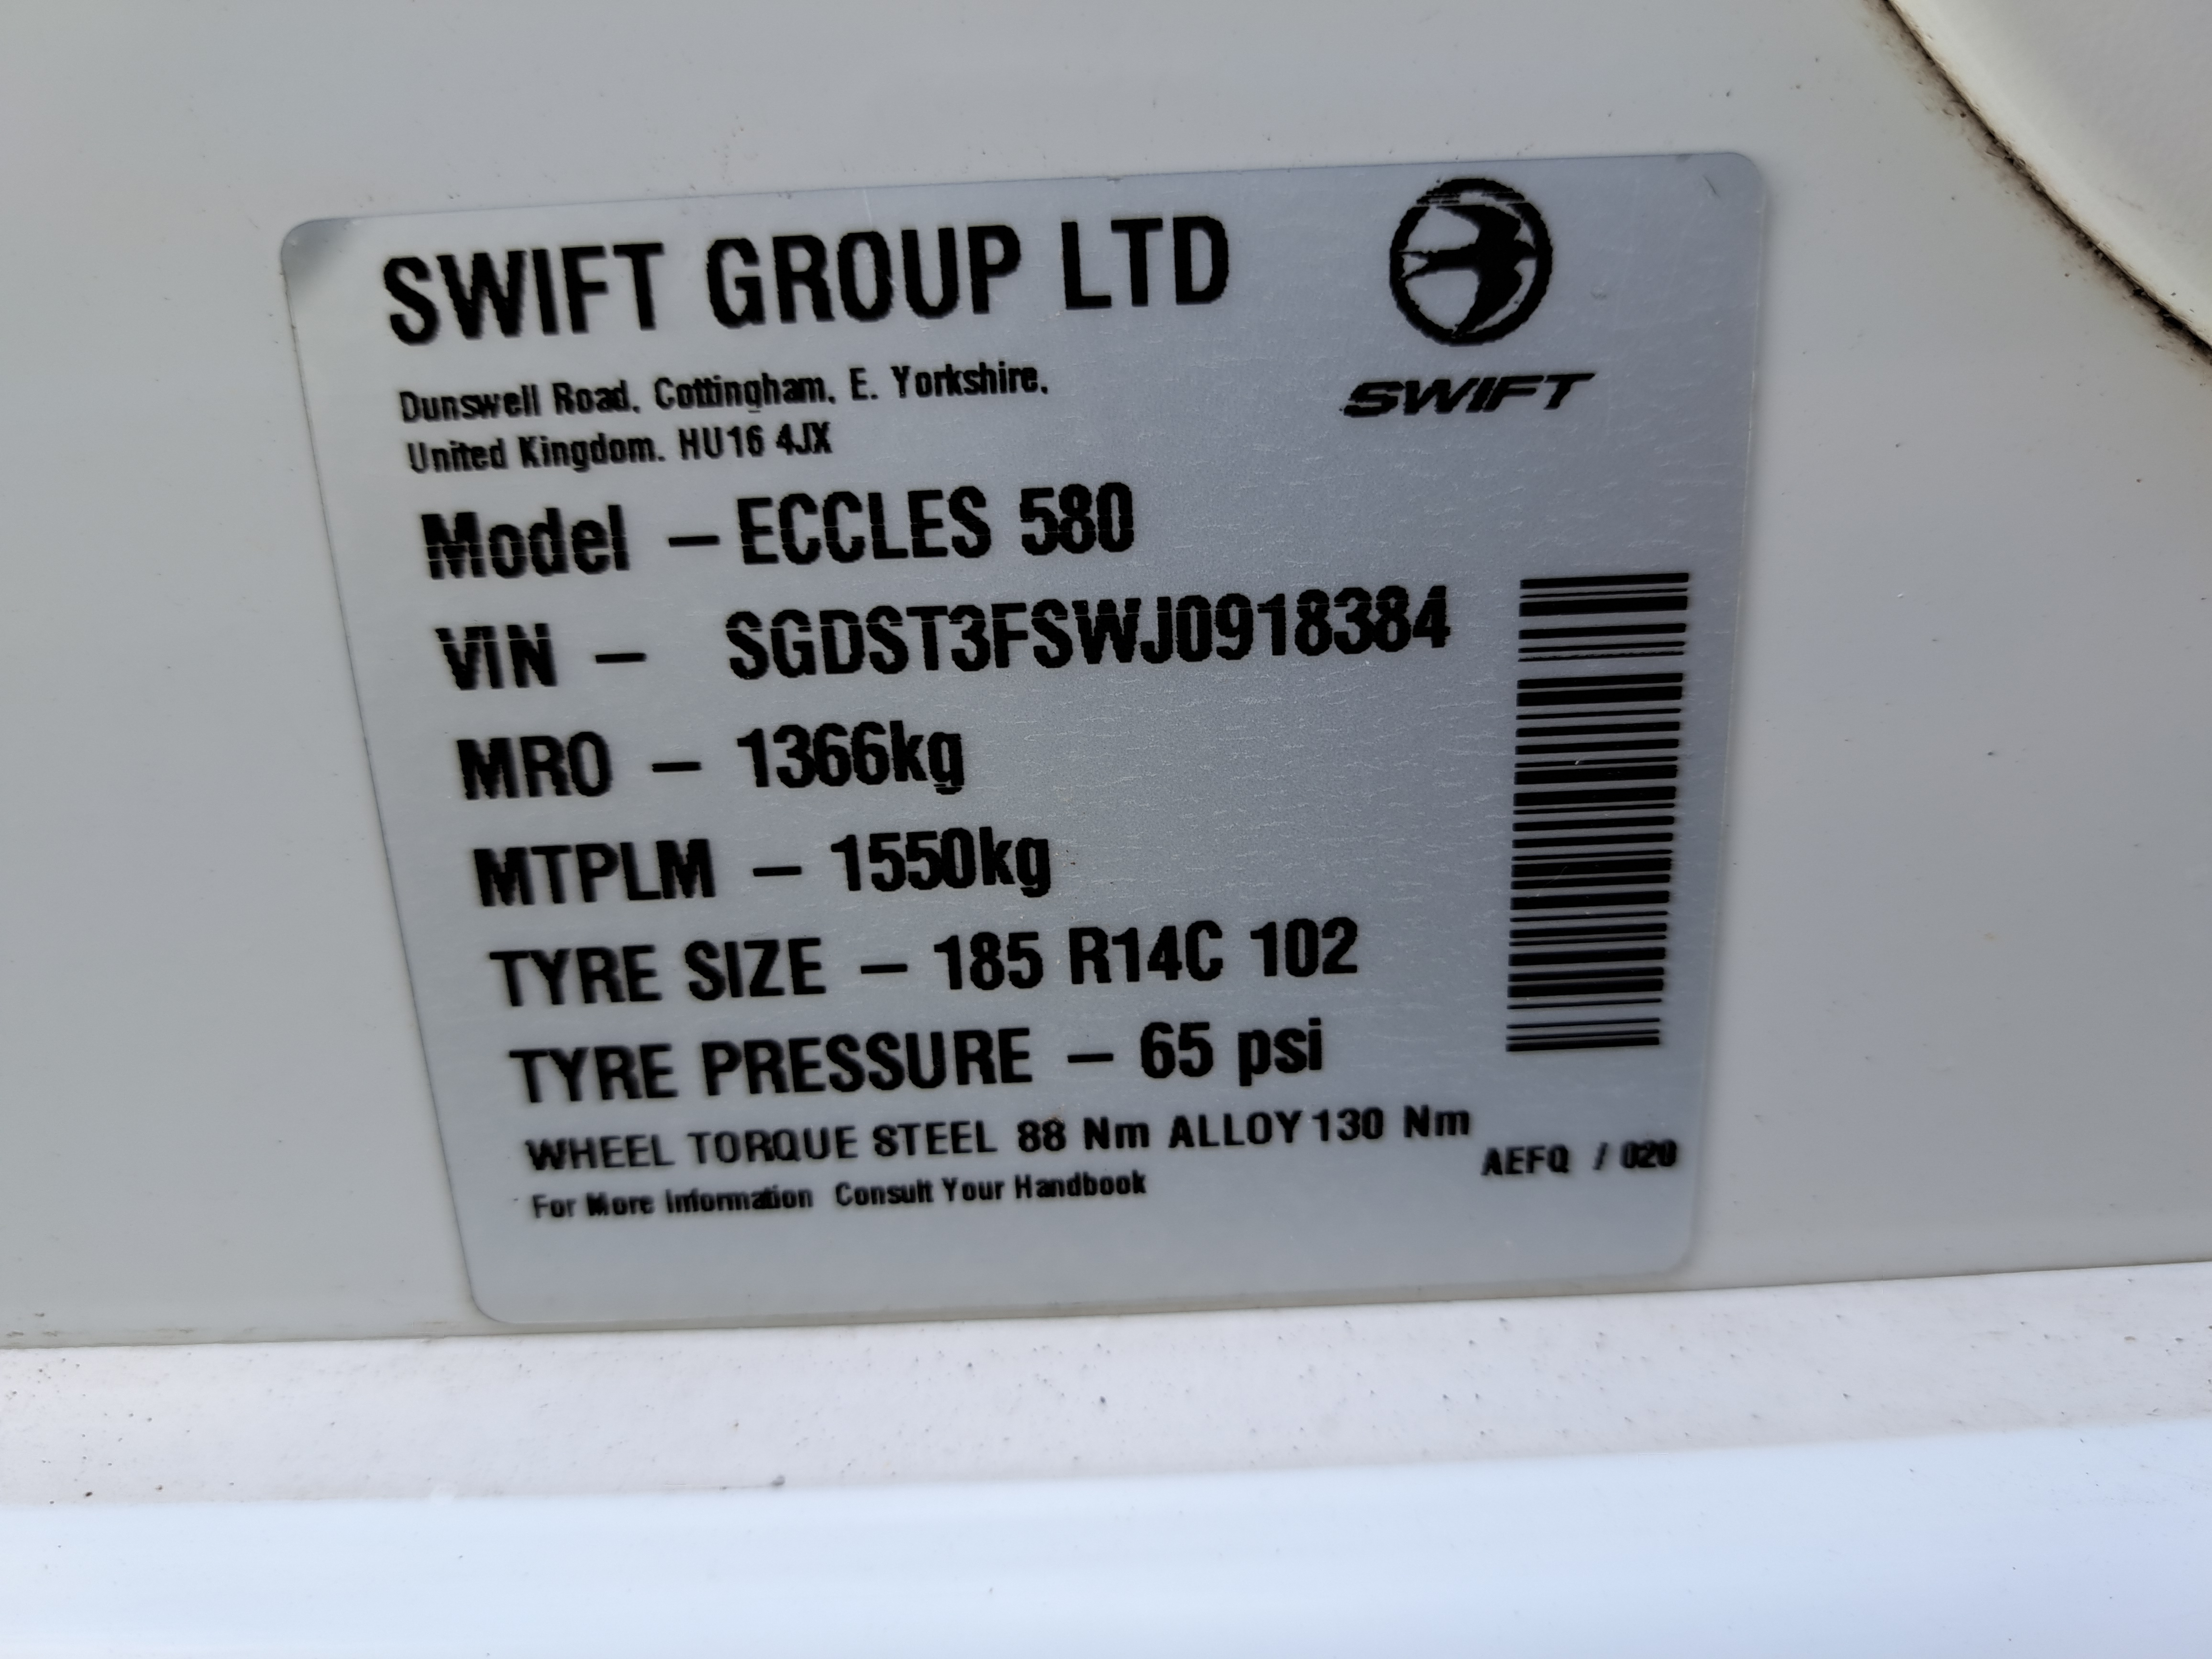 SWIFT GROUP LTD
SWIFT
Dunswell Road, Cottingham, E. Yorkshire,
United Kingdom. HU16 4JX
Model – ECCLES 580
VIN – SGDST3FSWJ0918384
MRO – 1366kg
MTPLM – 1550kg
TYRE SIZE – 185 R14C 102
TYRE PRESSURE – 65 psi
WHEEL TORQUE STEEL 88 Nm ALLOY 130 Nm
AEFQ / 020
For More Information Consult Your Handbook